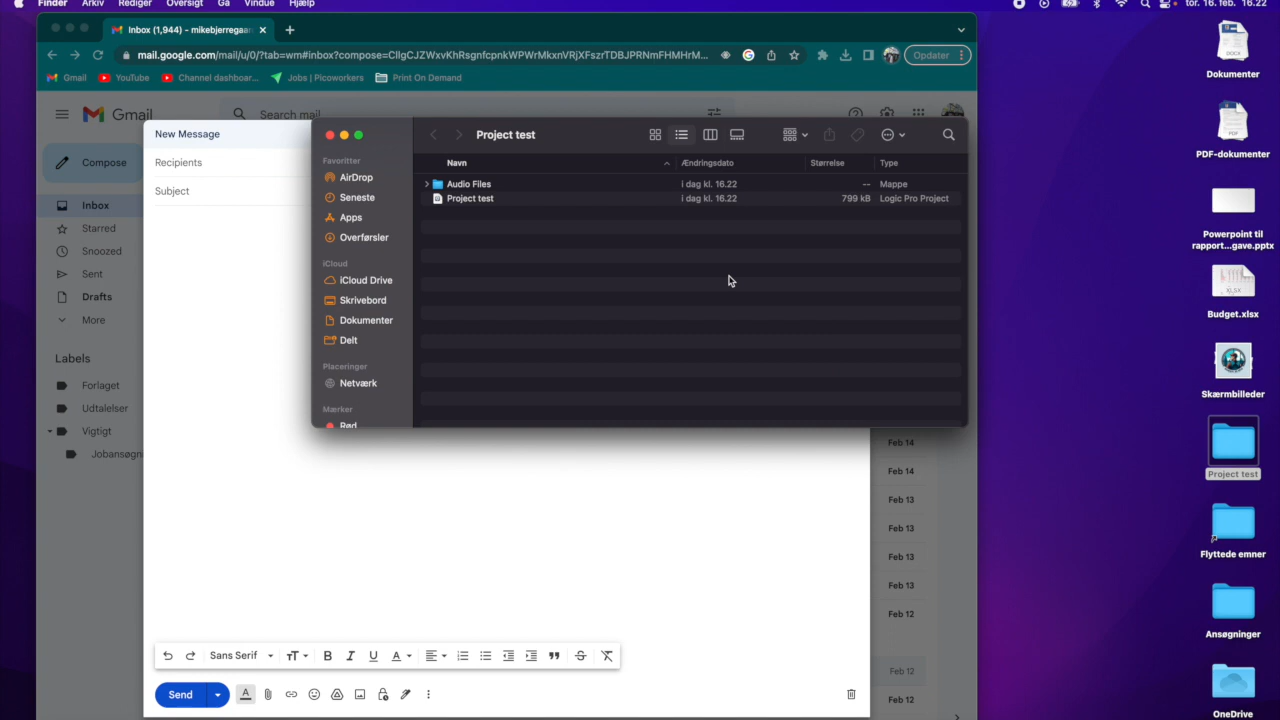 Finder Arkiv Rediger Oversigt Gå Vindue Hjælp tor. 16. feb. 16.22
Inbox (1,944) - mikebjerregaan
mail.google.com/mail/u/0/?tab=wm#inbox?compose=CllgCJZWxvKhRsgnfcpnkWPWrMkxnVRjXFszrTDBJPRNmFHMHrM... Opdater
Gmail YouTube Channel dashboar... Jobs | Picoworkers Print On Demand
Gmail Search mail
Compose
Inbox
Starred
Snoozed
Sent
Drafts
More
Labels
Forlaget
Udtalelser
Vigtigt
Jobansøgn
New Message
Recipients
Subject
Project test
Favoritter
AirDrop
Seneste
Apps
Overførsler
iCloud
iCloud Drive
Skrivebord
Dokumenter
Delt
Placeringer
Netværk
Mærker
Rød
Navn Ændringsdato Størrelse Type
Audio Files i dag kl. 16.22 -- Mappe
Project test i dag kl. 16.22 799 kB Logic Pro Project
Feb 14
Feb 14
Feb 13
Feb 13
Feb 13
Feb 13
Feb 12
Feb 12
Feb 12
Sans Serif
Send
DOCX
Dokumenter
PDF
PDF-dokumenter
Powerpoint til
rapport...gave.pptx
XLSX
Budget.xlsx
Skærmbilleder
Project test
Flyttede emner
Ansøgninger
OneDrive